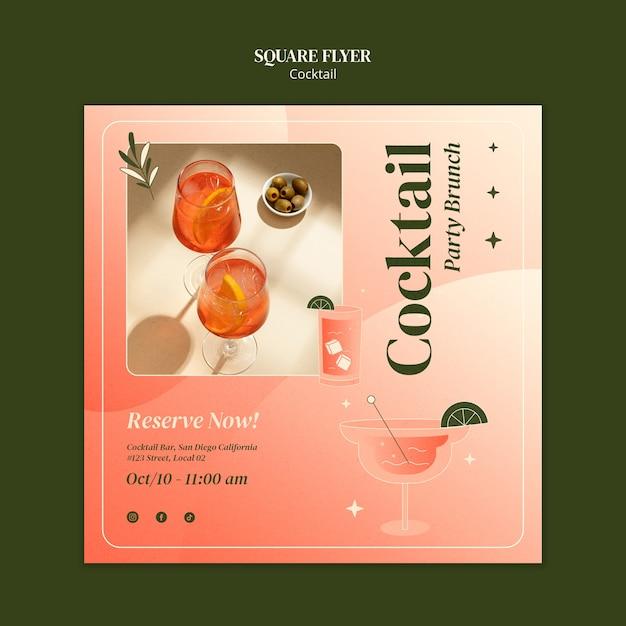 SQUARE FLYER
Cocktail
Cocktail
Party Brunch
Reserve Now!
Cocktail Bar, San Diego California
#123 Street, Local 02
Oct/10 - 11:00 am